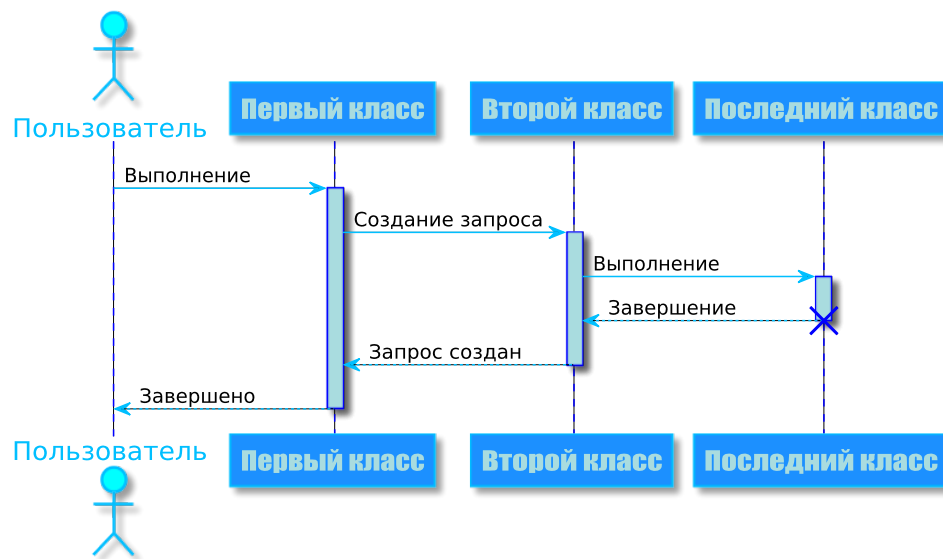 Пользователь
Первый класс
Второй класс
Последний класс
Выполнение
Создание запроса
Выполнение
Завершение
Запрос создан
Завершено
Пользователь
Первый класс
Второй класс
Последний класс